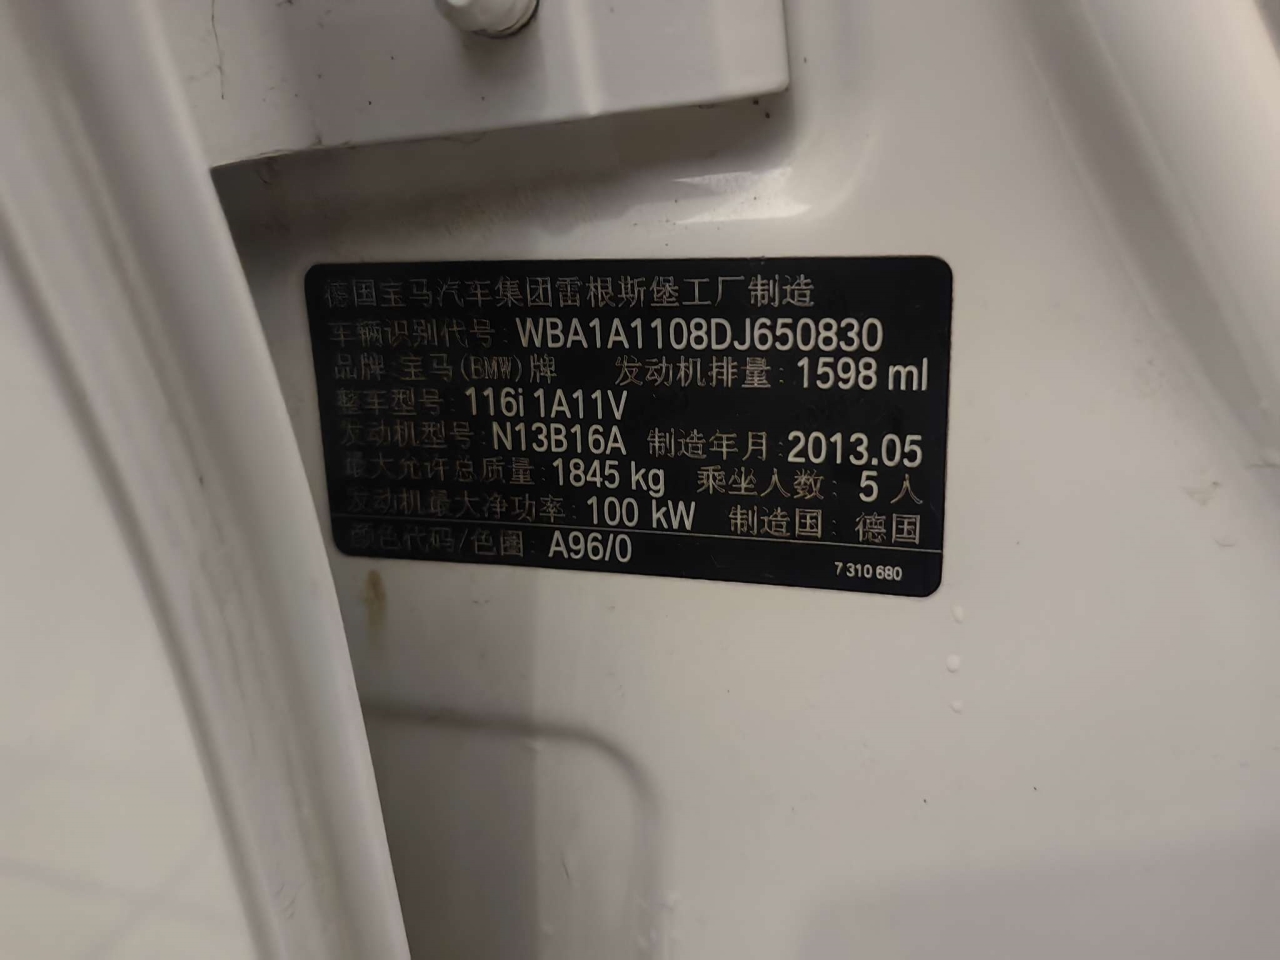 德国宝马汽车集团雷根斯堡工厂制造
车辆识别代号: WBA1A1108DJ650830
品牌: 宝马(BMW)牌 发动机排量: 1598 ml
整车型号: 116i 1A11V
发动机型号: N13B16A 制造年月: 2013.05
最大允许总质量: 1845 kg 乘坐人数: 5 人
发动机最大净功率: 100 kW 制造国: 德国
颜色代码/色圈: A96/0
7 310 680